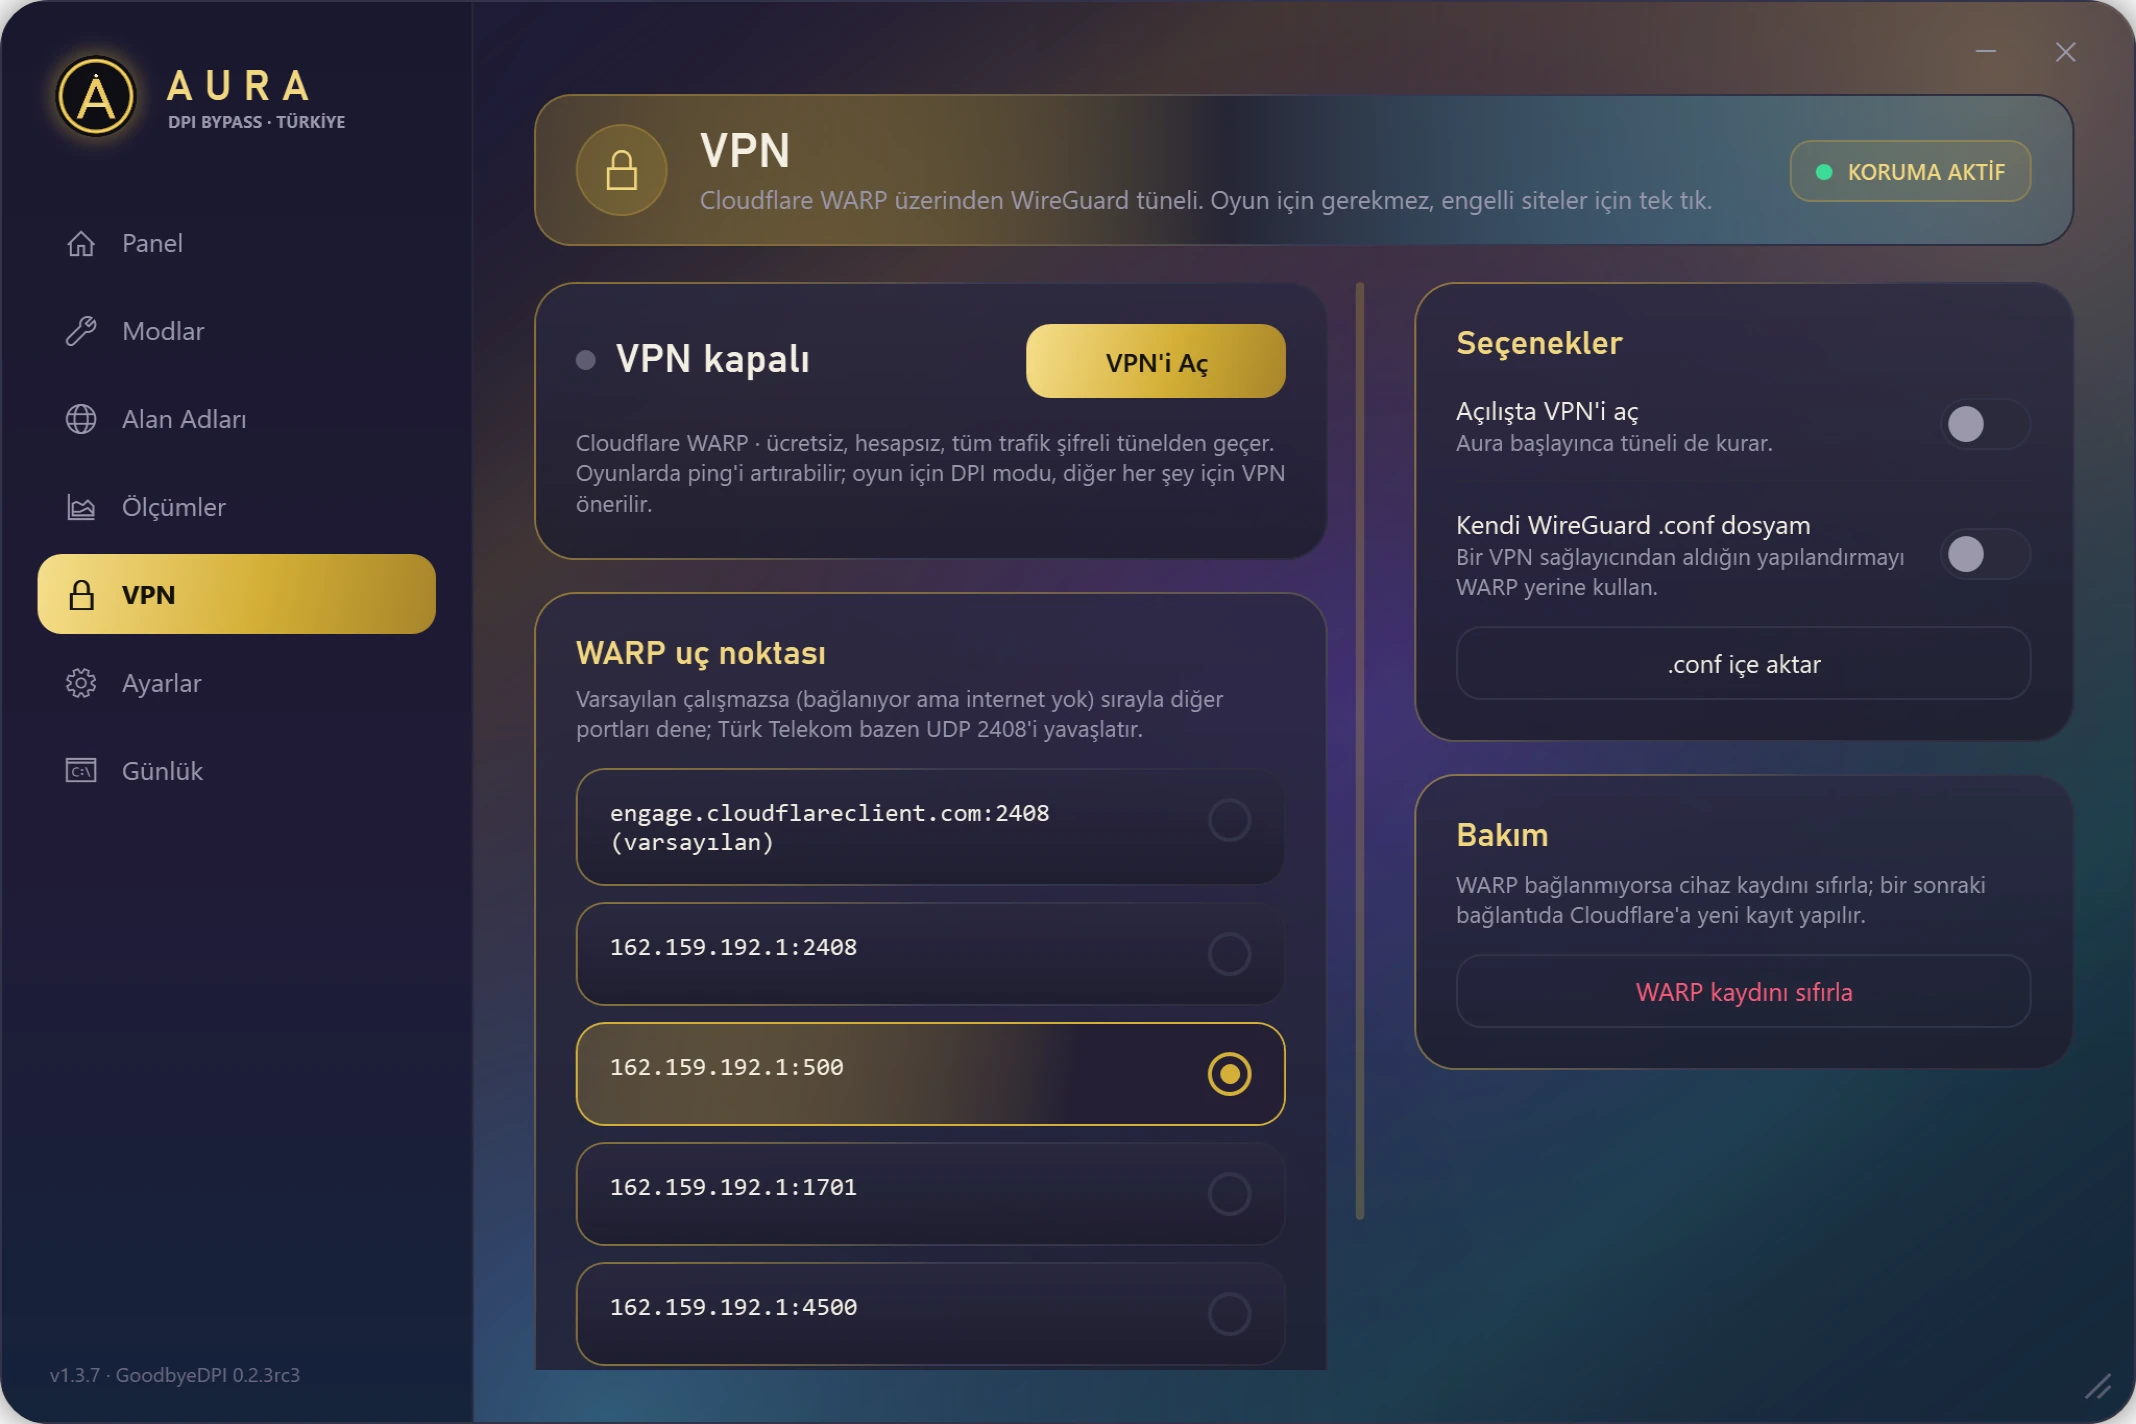 AURA
DPI BYPASS · TÜRKİYE
Panel
Modlar
Alan Adları
Ölçümler
VPN
Ayarlar
Günlük
v1.3.7 · GoodbyeDPI 0.2.3rc3
VPN
Cloudflare WARP üzerinden WireGuard tüneli. Oyun için gerekmez, engelli siteler için tek tık.
KORUMA AKTİF
VPN kapalı
VPN'i Aç
Cloudflare WARP · ücretsiz, hesapsız, tüm trafik şifreli tünelden geçer.
Oyunlarda ping'i artırabilir; oyun için DPI modu, diğer her şey için VPN
önerilir.
WARP uç noktası
Varsayılan çalışmazsa (bağlanıyor ama internet yok) sırayla diğer
portları dene; Türk Telekom bazen UDP 2408'i yavaşlatır.
engage.cloudflareclient.com:2408
(varsayılan)
162.159.192.1:2408
162.159.192.1:500
162.159.192.1:1701
162.159.192.1:4500
Seçenekler
Açılışta VPN'i aç
Aura başlayınca tüneli de kurar.
Kendi WireGuard .conf dosyam
Bir VPN sağlayıcından aldığın yapılandırmayı
WARP yerine kullan.
.conf içe aktar
Bakım
WARP bağlanmıyorsa cihaz kaydını sıfırla; bir sonraki
bağlantıda Cloudflare'a yeni kayıt yapılır.
WARP kaydını sıfırla